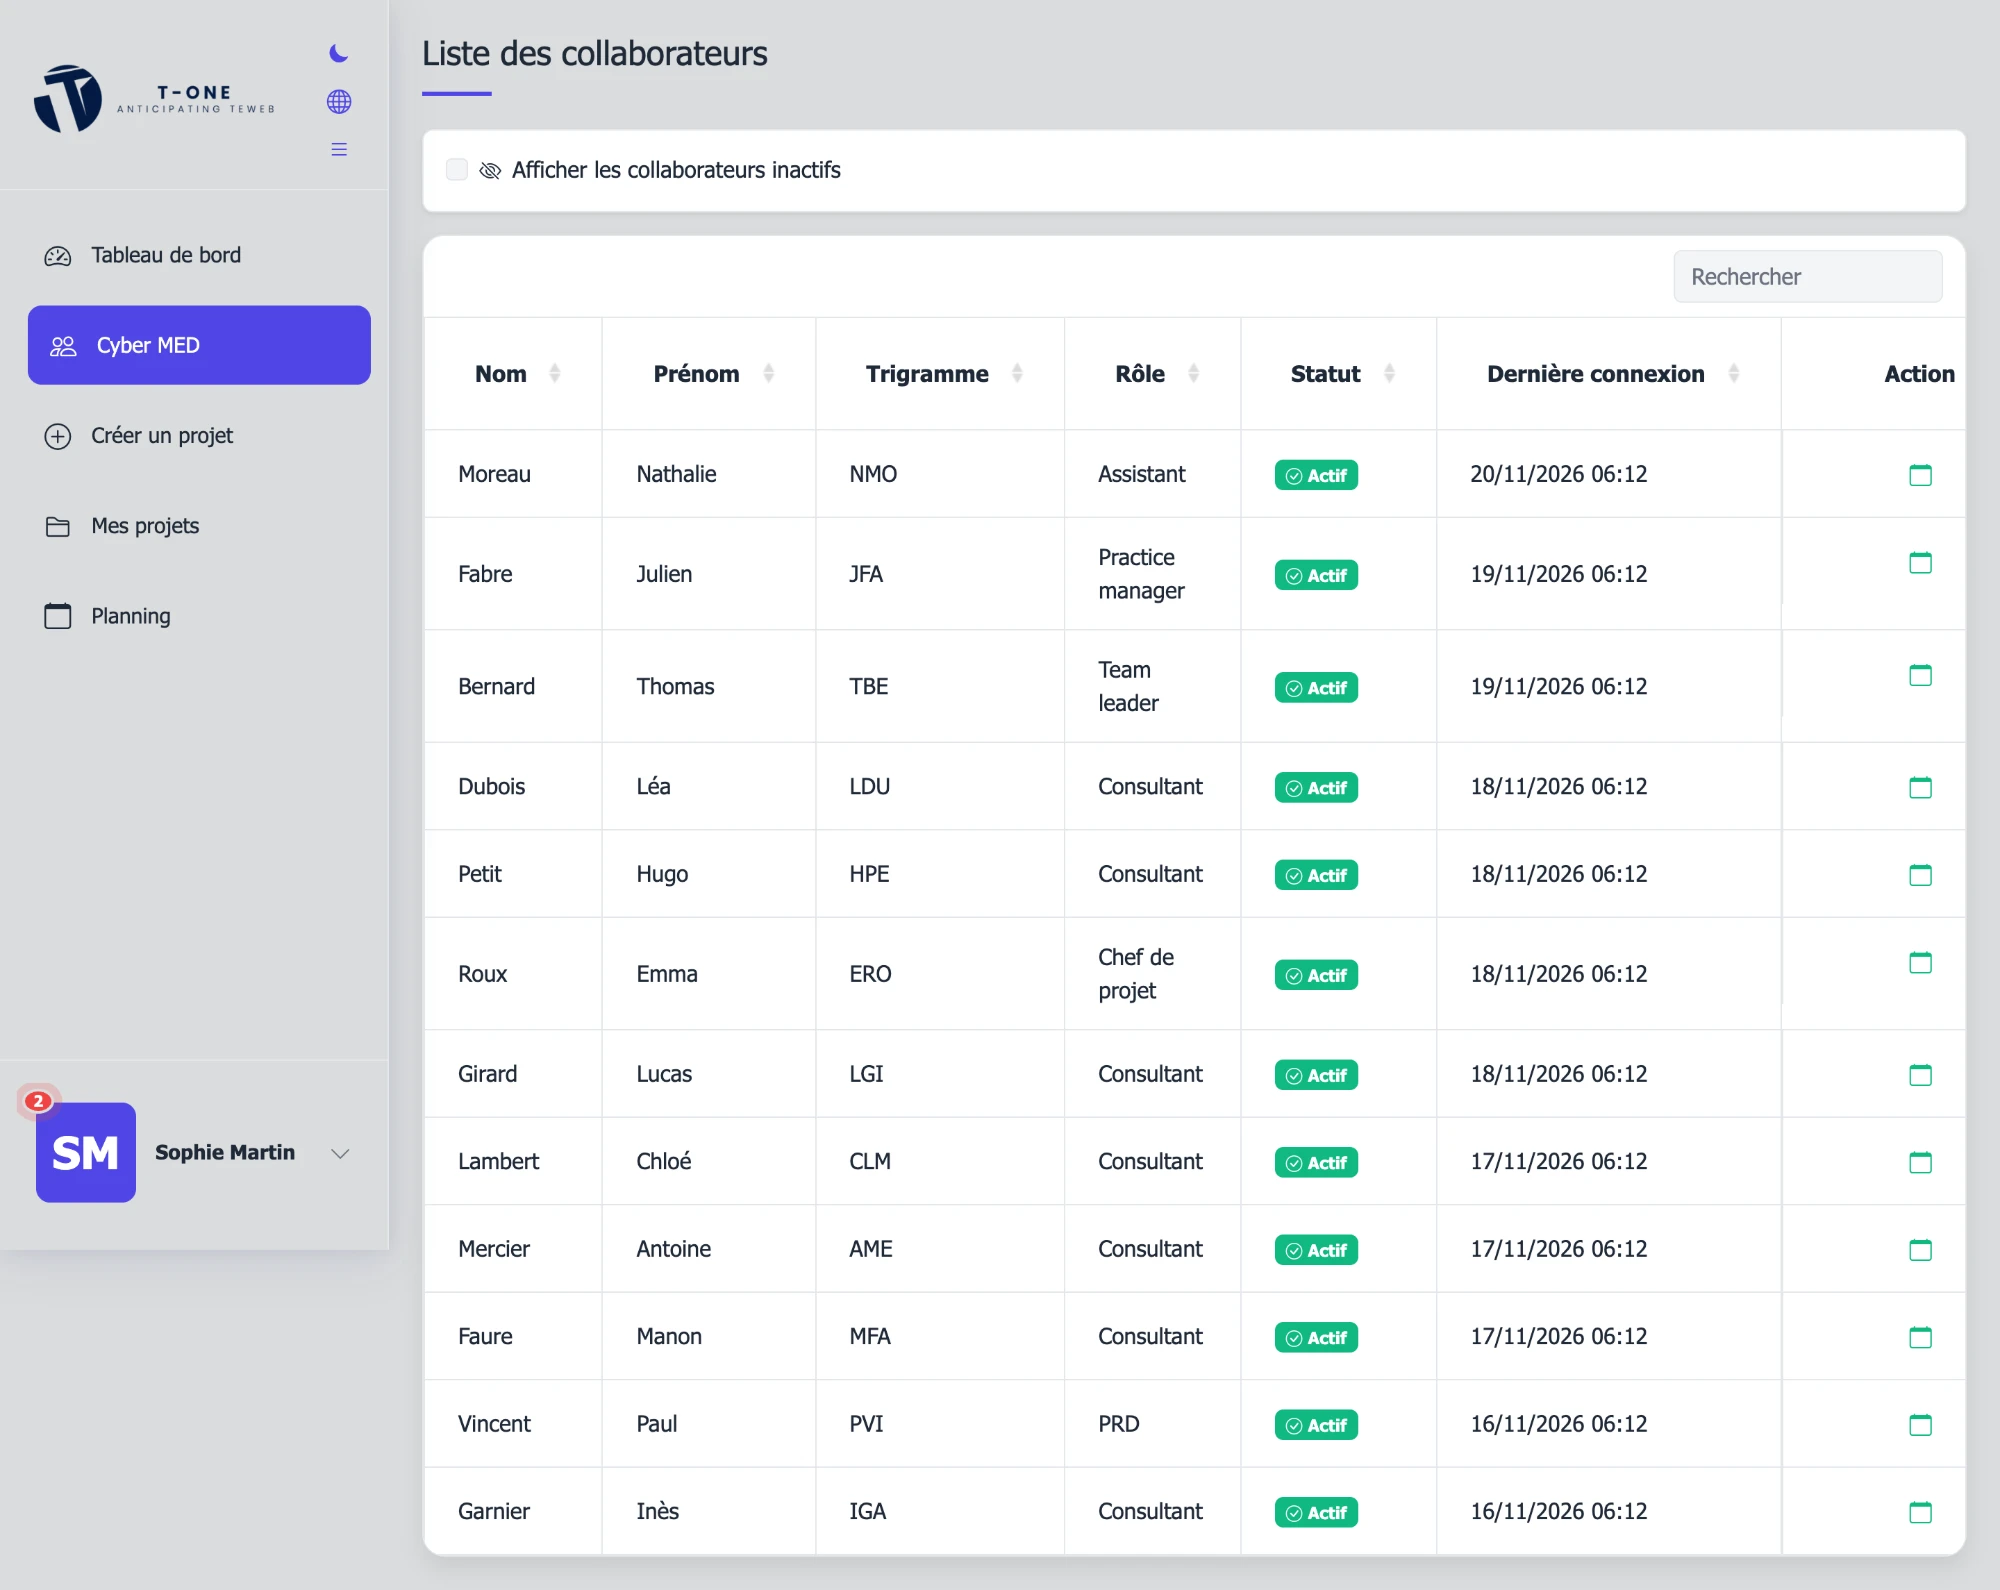 T-ONE
ANTICIPATING TEWEB
Tableau de bord
Cyber MED
Créer un projet
Mes projets
Planning
2
SM
Sophie Martin
Liste des collaborateurs
Afficher les collaborateurs inactifs
Rechercher
Nom Prénom Trigramme Rôle Statut Dernière connexion Action
Moreau Nathalie NMO Assistant Actif 20/11/2026 06:12
Fabre Julien JFA Practice manager Actif 19/11/2026 06:12
Bernard Thomas TBE Team leader Actif 19/11/2026 06:12
Dubois Léa LDU Consultant Actif 18/11/2026 06:12
Petit Hugo HPE Consultant Actif 18/11/2026 06:12
Roux Emma ERO Chef de projet Actif 18/11/2026 06:12
Girard Lucas LGI Consultant Actif 18/11/2026 06:12
Lambert Chloé CLM Consultant Actif 17/11/2026 06:12
Mercier Antoine AME Consultant Actif 17/11/2026 06:12
Faure Manon MFA Consultant Actif 17/11/2026 06:12
Vincent Paul PVI PRD Actif 16/11/2026 06:12
Garnier Inès IGA Consultant Actif 16/11/2026 06:12